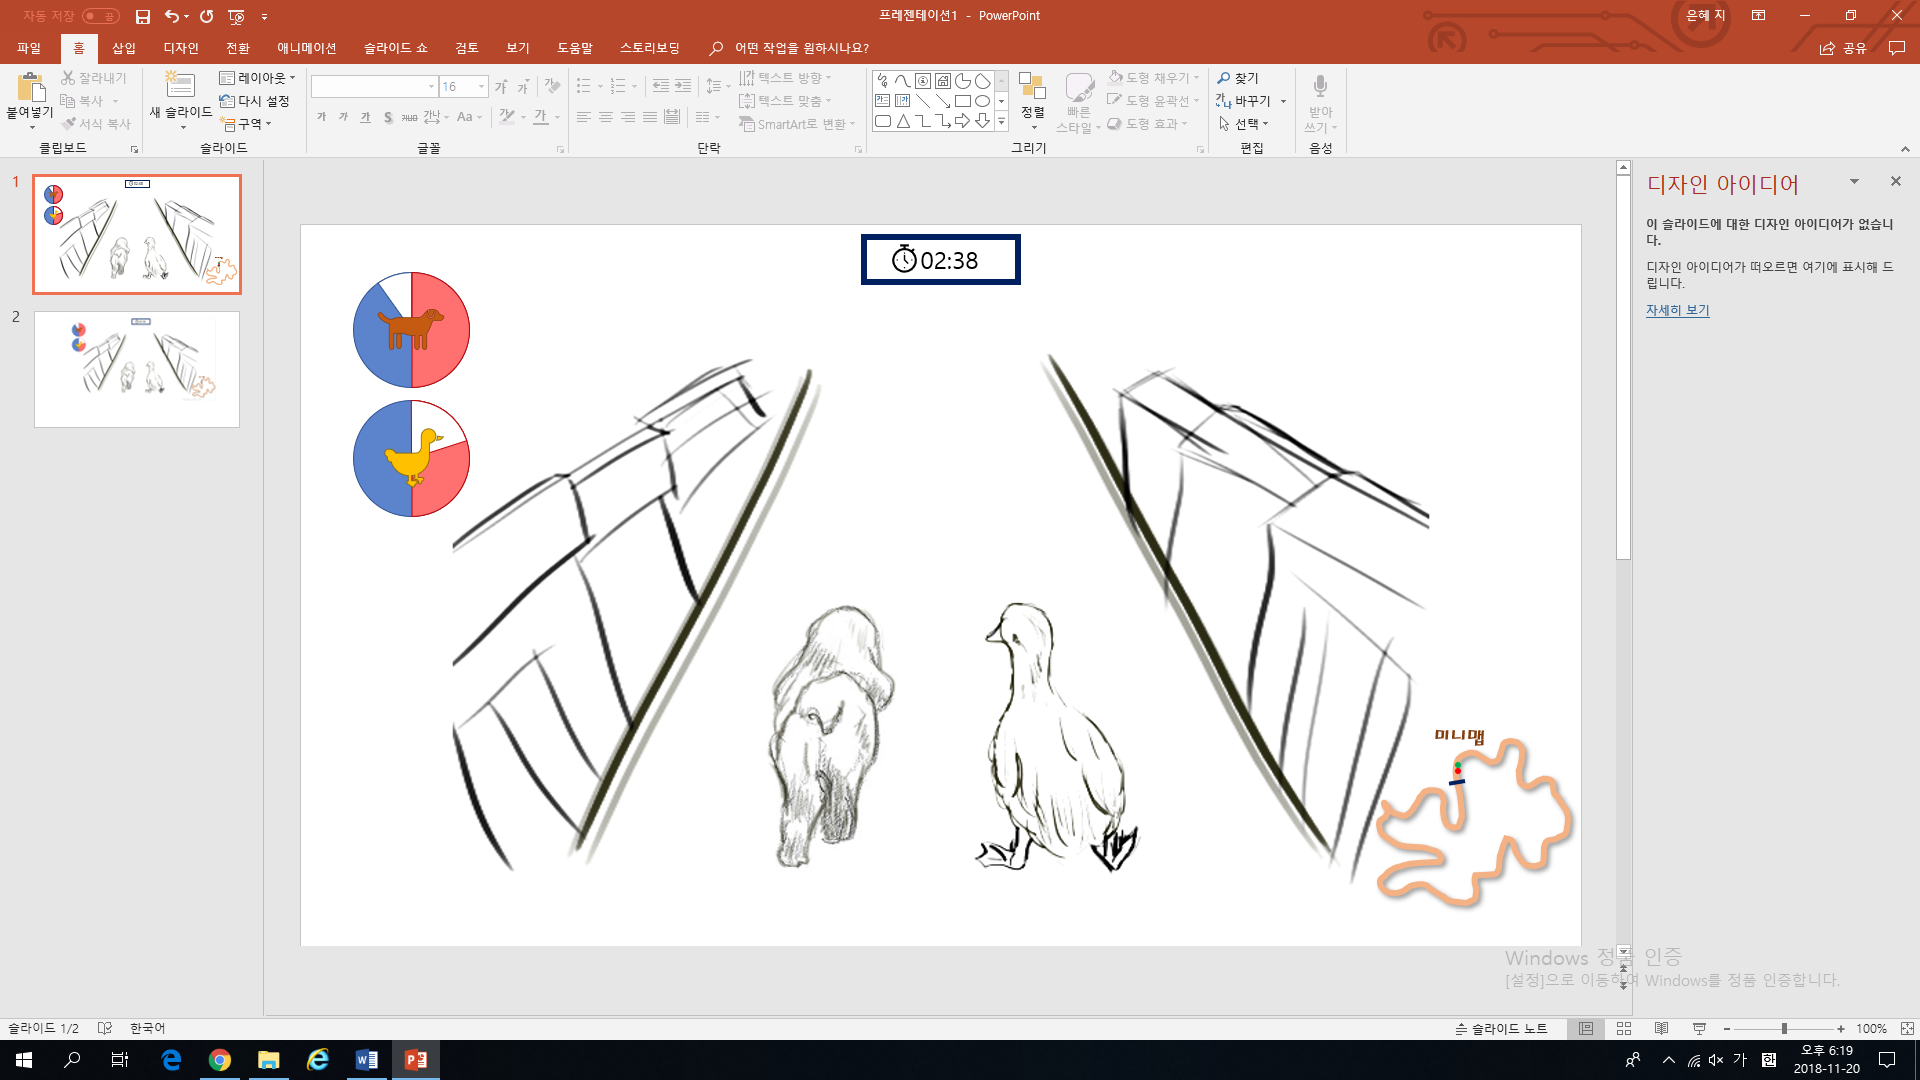 자동 저장 끔
프레젠테이션1 - PowerPoint
은혜 지
파일 홈 삽입 디자인 전환 애니메이션 슬라이드 쇼 검토 보기 도움말 스토리보딩 어떤 작업을 원하시나요? 공유
붙여넣기
잘라내기
복사
서식 복사
클립보드
새 슬라이드
레이아웃
다시 설정
구역
슬라이드
16
가 가
가 가 가 S abc 간 Aa 가
글꼴
텍스트 방향
텍스트 맞춤
SmartArt로 변환
단락
정렬
빠른
스타일
도형 채우기
도형 윤곽선
도형 효과
그리기
찾기
바꾸기
선택
편집
받아
쓰기
음성
1
2
02:38
미니맵
디자인 아이디어
이 슬라이드에 대한 디자인 아이디어가 없습니
다.
디자인 아이디어가 떠오르면 여기에 표시해 드
립니다.
자세히 보기
Windows 정품 인증
[설정]으로 이동하여 Windows를 정품 인증합니다.
슬라이드 1/2 한국어 슬라이드 노트 100%
가 한
오후 6:19
2018-11-20